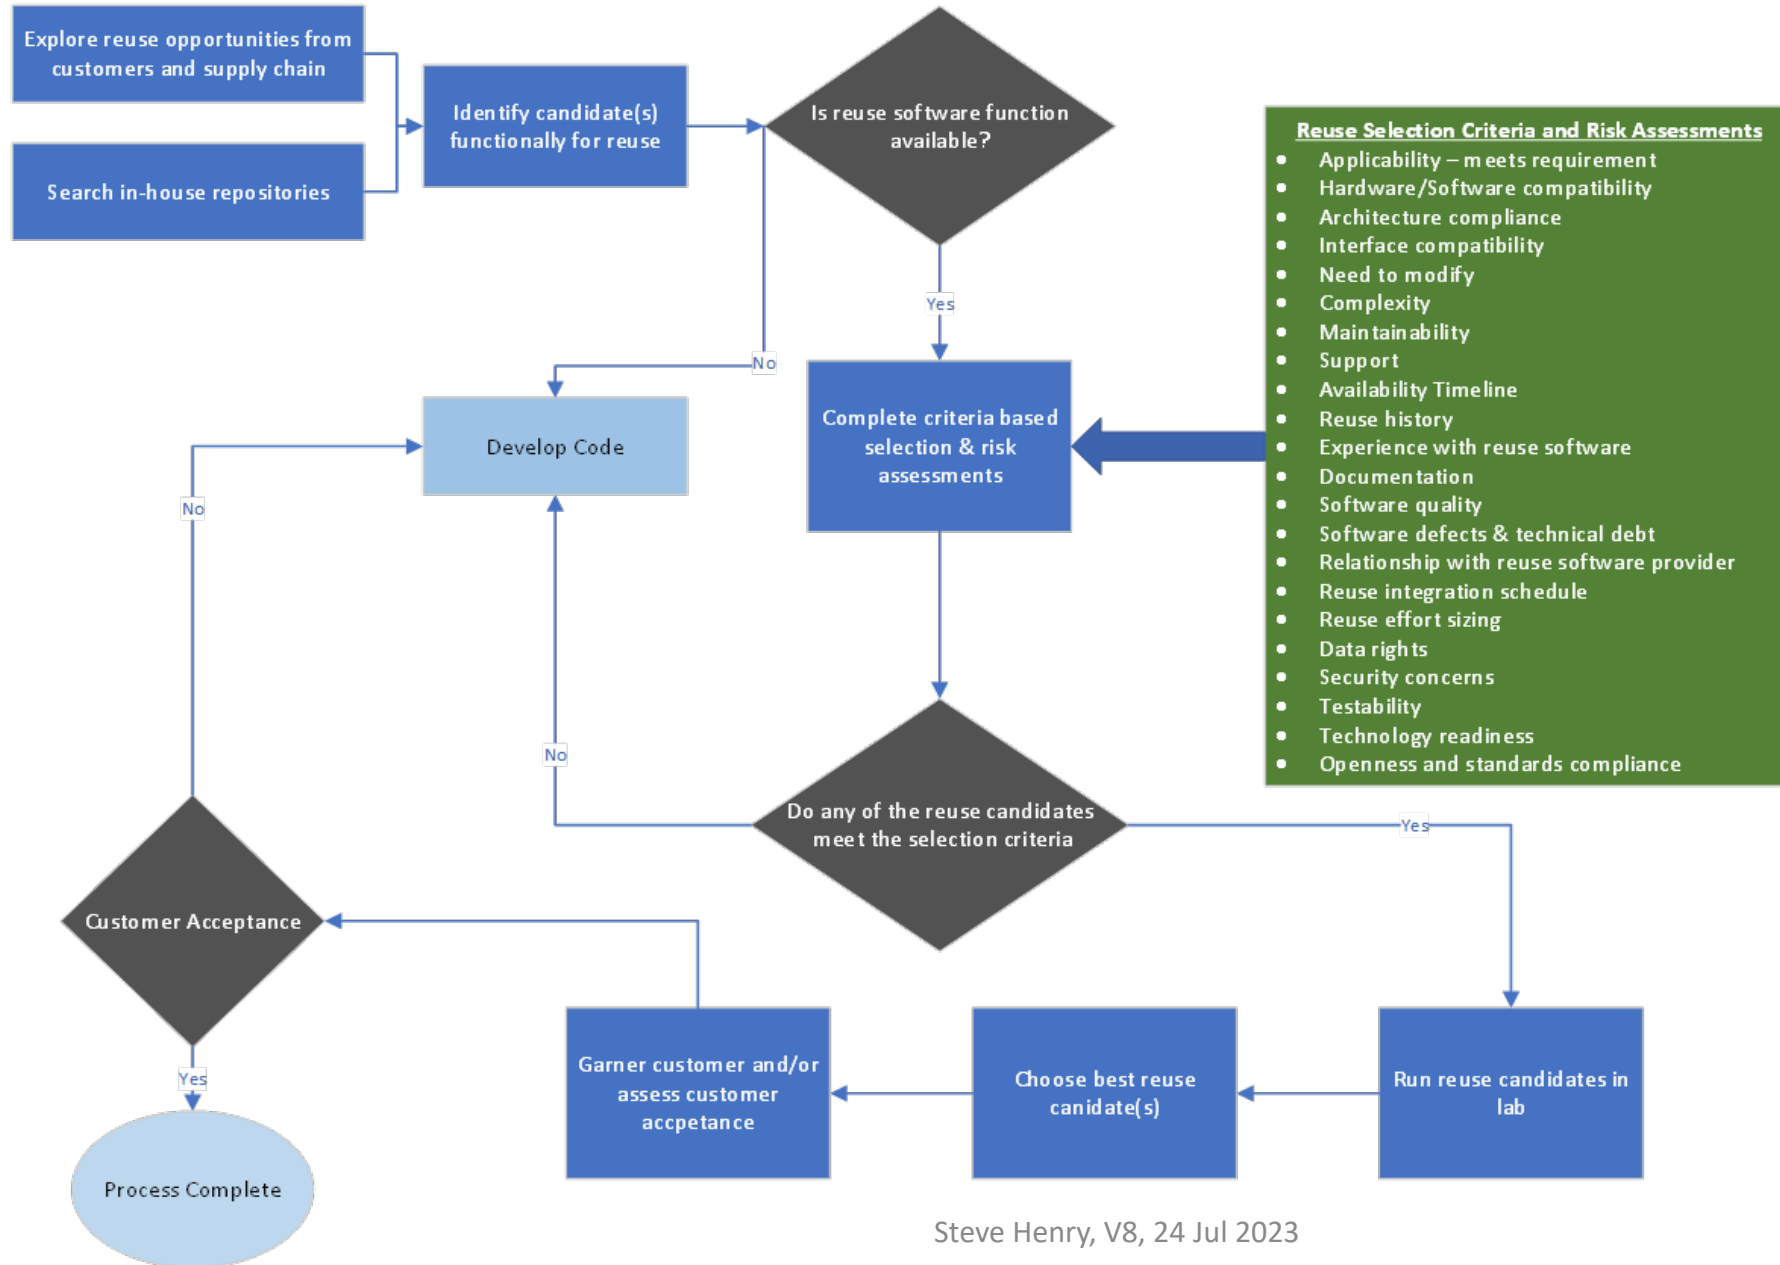 Explore reuse opportunities from
customers and supply chain
Search in-house repositories
Identify candidate(s)
functionally for reuse
Is reuse software function
available?
Yes
No
Develop Code
Complete criteria based
selection & risk
assessments
Reuse Selection Criteria and Risk Assessments
• Applicability – meets requirement
• Hardware/Software compatibility
• Architecture compliance
• Interface compatibility
• Need to modify
• Complexity
• Maintainability
• Support
• Availability Timeline
• Reuse history
• Experience with reuse software
• Documentation
• Software quality
• Software defects & technical debt
• Relationship with reuse software provider
• Reuse integration schedule
• Reuse effort sizing
• Data rights
• Security concerns
• Testability
• Technology readiness
• Openness and standards compliance
Do any of the reuse candidates
meet the selection criteria
No
Yes
Run reuse candidates in
lab
Choose best reuse
canidate(s)
Garner customer and/or
assess customer
accpetance
Customer Acceptance
No
Yes
Process Complete
Steve Henry, V8, 24 Jul 2023